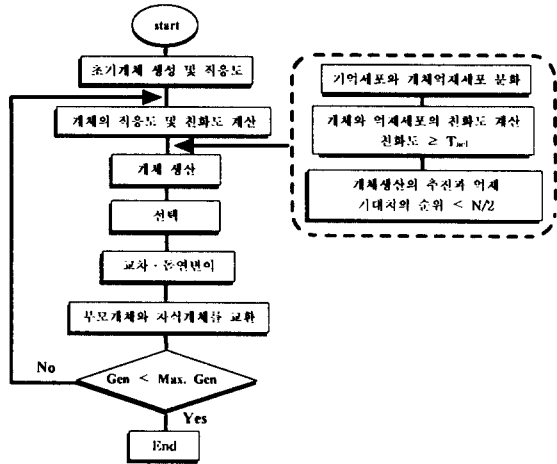 start
초기개체 생성 및 적응도
개체의 적응도 및 친화도 계산
개체 생산
선택
교차·돌연변이
부모개체와 자식개체를 교환
No
Gen < Max. Gen
Yes
End
기억세포와 개체억제세포 분화
개체와 억제세포의 친화도 계산
친화도 ≥
개체생산의 추진과 억제
기대치의 순위 < N/2